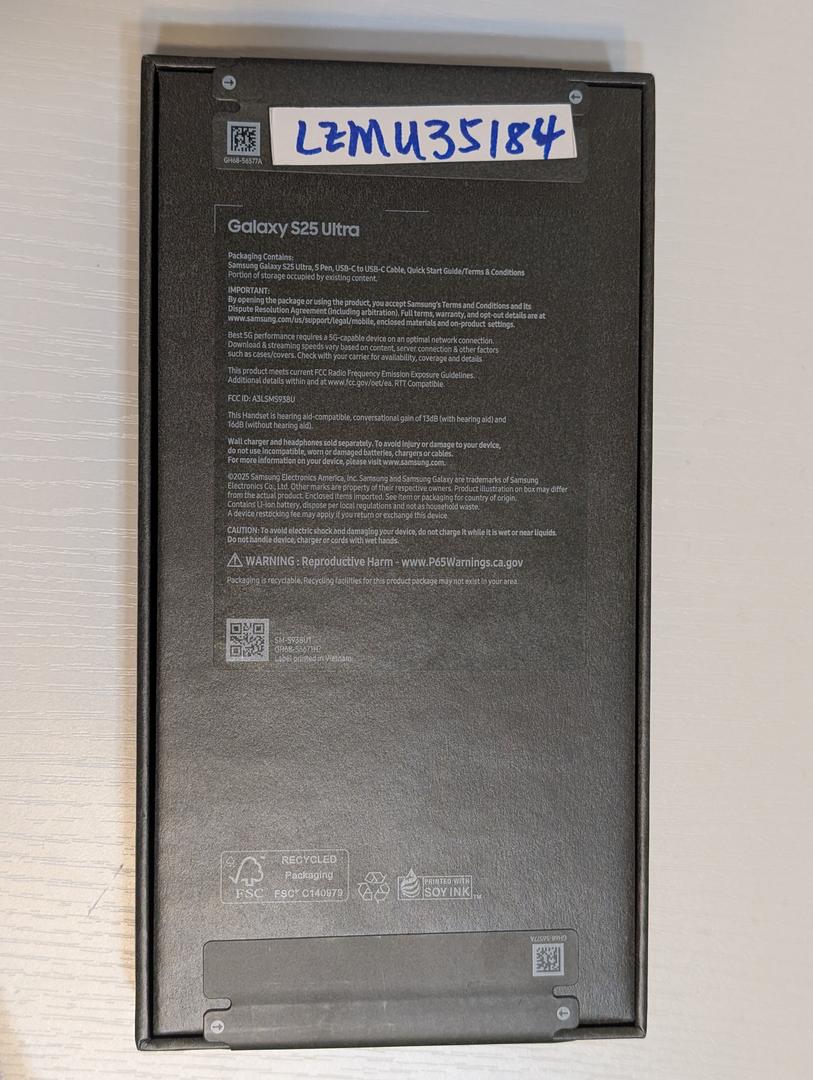 LZMU35184
GH68-56577A
Galaxy S25 Ultra
Packaging Contains:
Samsung Galaxy S25 Ultra, S Pen, USB-C to USB-C Cable, Quick Start Guide/Terms & Conditions
Portion of storage occupied by existing content.
IMPORTANT:
By opening the package or using the product, you accept Samsung's Terms and Conditions and its
Dispute Resolution Agreement (including arbitration). Full terms, warranty, and opt-out details are at
www.samsung.com/us/support/legal/mobile, enclosed materials and on-product settings.
Best 5G performance requires a 5G-capable device on an optimal network connection.
Download & streaming speeds vary based on content, server connection & other factors
such as cases/covers. Check with your carrier for availability, coverage and details.
This product meets current FCC Radio Frequency Emission Exposure Guidelines.
Additional details within and at www.fcc.gov/oet/ea. RTT Compatible.
FCC ID: A3LSMS938U
This Handset is hearing aid-compatible, conversational gain of 13dB (with hearing aid) and
16dB (without hearing aid).
Wall charger and headphones sold separately. To avoid injury or damage to your device,
do not use incompatible, worn or damaged batteries, chargers or cables.
For more information on your device, please visit www.samsung.com.
©2025 Samsung Electronics America, Inc. Samsung and Samsung Galaxy are trademarks of Samsung
Electronics Co., Ltd. Other marks are property of their respective owners. Product illustration on box may differ
from the actual product. Enclosed items imported. See item or packaging for country of origin.
Contains Li-ion battery, dispose per local regulations and not as household waste.
A device restocking fee may apply if you return or exchange this device.
CAUTION: To avoid electric shock and damaging your device, do not charge it while it is wet or near liquids.
Do not handle device, charger or cords with wet hands.
WARNING : Reproductive Harm - www.P65Warnings.ca.gov
Packaging is recyclable. Recycling facilities for this product package may not exist in your area.
SM-S938U1
Label printed in Vietnam
RECYCLED
Packaging
FSC
FSC® C140979
PRINTED WITH
SOY INK™
GH68-56577A